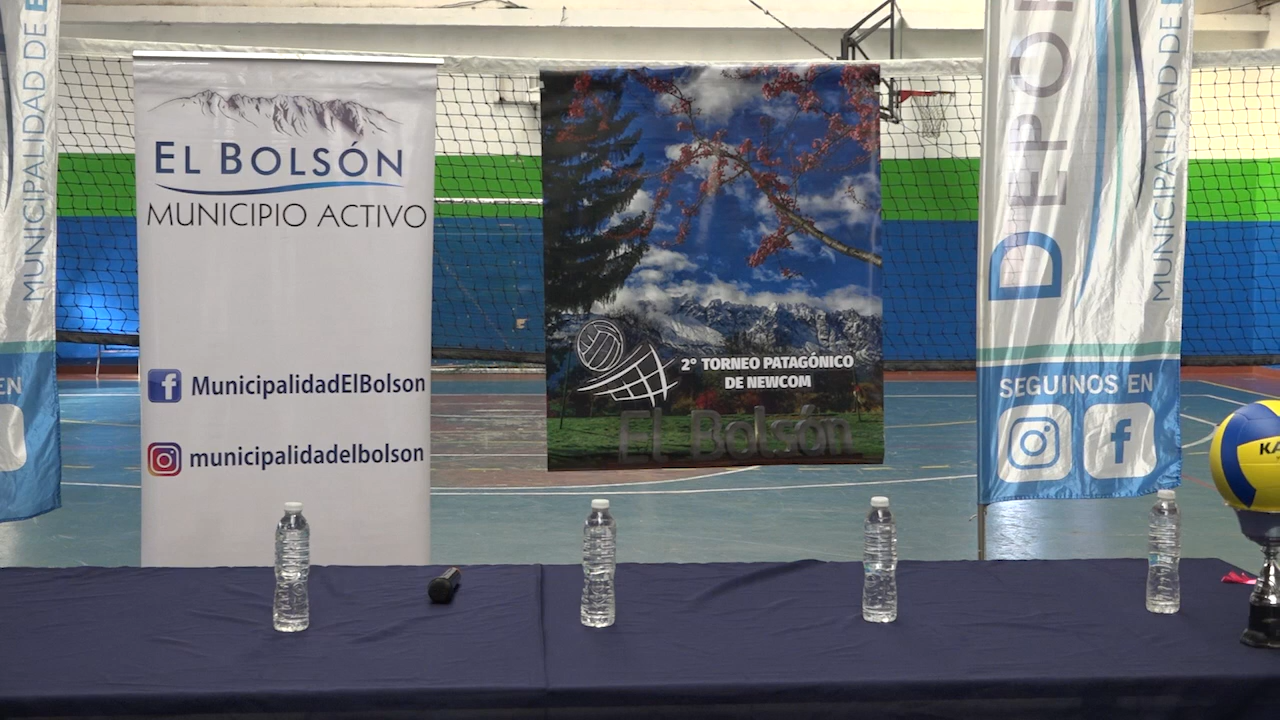 MUNICIPALIDAD DE
EN
EL BOLSÓN
MUNICIPIO ACTIVO
MunicipalidadElBolson
municipalidadelbolson
2° TORNEO PATAGÓNICO
DE NEWCOM
El Bolsón
DEPO
MUNICIPALIDAD DE
SEGUINOS EN